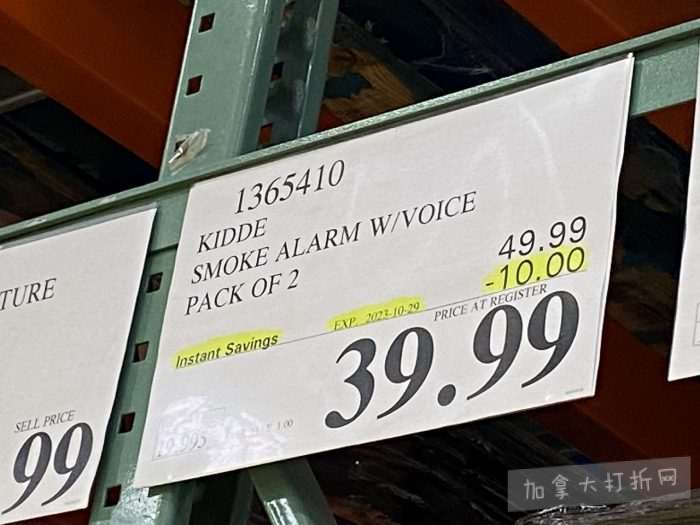 1365410
KIDDE
SMOKE ALARM W/VOICE
PACK OF 2
49.99
-10.00
Instant Savings
EXP. 2023-10-29
PRICE AT REGISTER
39.99
TURE
SELL PRICE
99
加拿大打折网